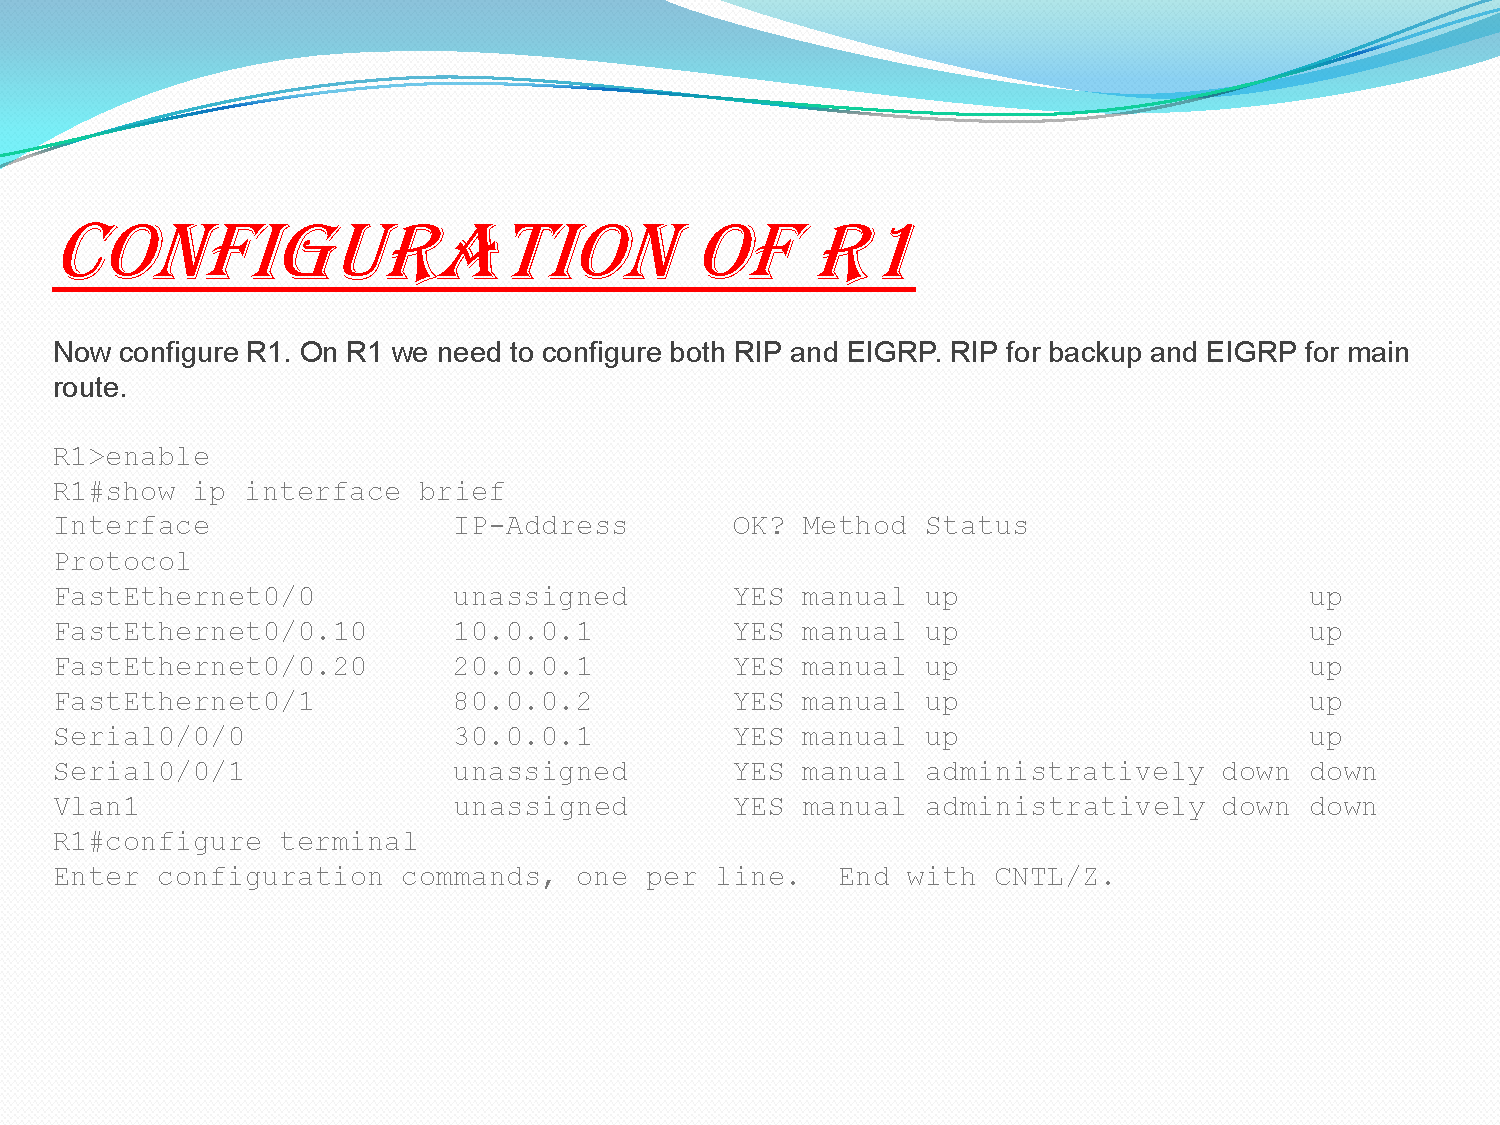 CONFIGURATION OF R1
Now configure R1. On R1 we need to configure both RIP and EIGRP. RIP for backup and EIGRP for main
route.
R1>enable
R1#show ip interface brief
Interface              IP-Address      OK? Method Status
Protocol
FastEthernet0/0        unassigned      YES manual up                    up
FastEthernet0/0.10     10.0.0.1        YES manual up                    up
FastEthernet0/0.20     20.0.0.1        YES manual up                    up
FastEthernet0/1        80.0.0.2        YES manual up                    up
Serial0/0/0            30.0.0.1        YES manual up                    up
Serial0/0/1            unassigned      YES manual administratively down down
Vlan1                  unassigned      YES manual administratively down down
R1#configure terminal
Enter configuration commands, one per line.  End with CNTL/Z.